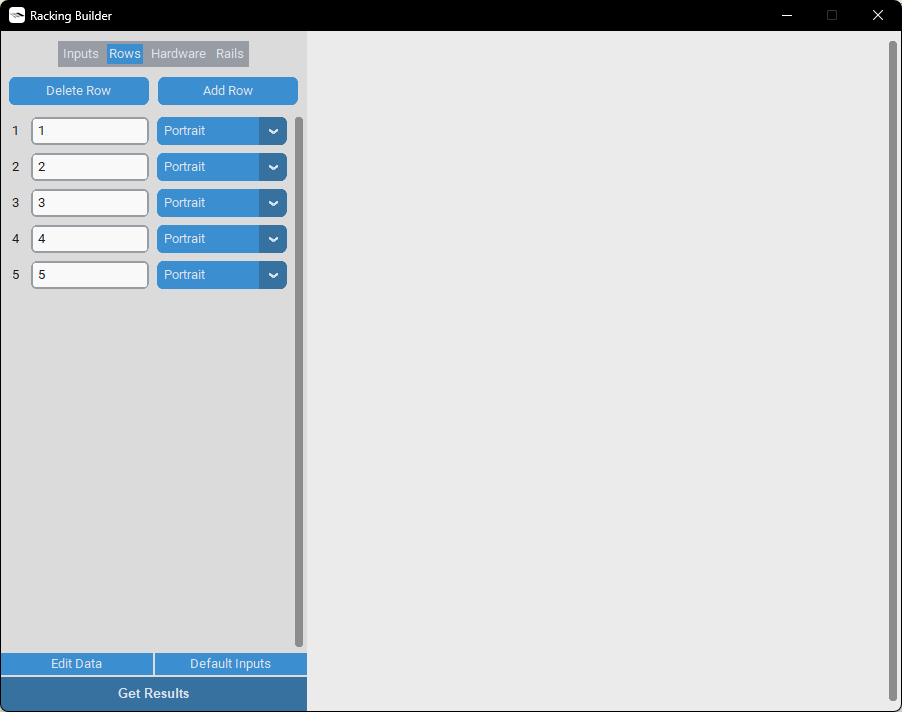 Racking Builder
Inputs Rows Hardware Rails
Delete Row Add Row
1 1 Portrait
2 2 Portrait
3 3 Portrait
4 4 Portrait
5 5 Portrait
Edit Data Default Inputs
Get Results